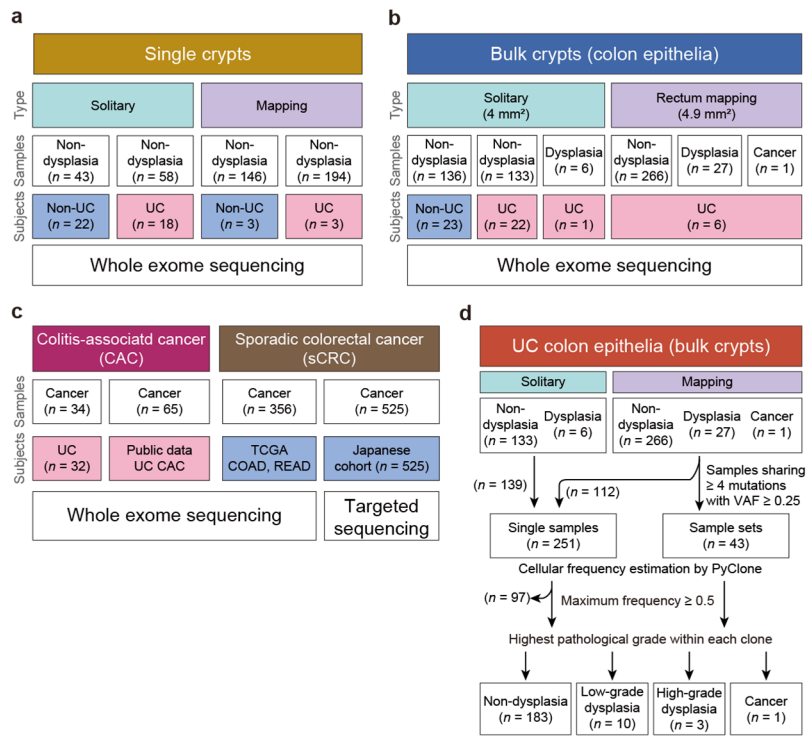 a
Single crypts
Type
Solitary
Mapping
Samples
Non-
dysplasia
(n = 43)
Non-
dysplasia
(n = 58)
Non-
dysplasia
(n = 146)
Non-
dysplasia
(n = 194)
Subjects
Non-UC
(n = 22)
UC
(n = 18)
Non-UC
(n = 3)
UC
(n = 3)
Whole exome sequencing
b
Bulk crypts (colon epithelia)
Type
Solitary
(4 mm²)
Rectum mapping
(4.9 mm²)
Samples
Non-
dysplasia
(n = 136)
Non-
dysplasia
(n = 133)
Dysplasia
(n = 6)
Non-
dysplasia
(n = 266)
Dysplasia
(n = 27)
Cancer
(n = 1)
Subjects
Non-UC
(n = 23)
UC
(n = 22)
UC
(n = 1)
UC
(n = 6)
Whole exome sequencing
c
Colitis-associatd cancer
(CAC)
Sporadic colorectal cancer
(sCRC)
Samples
Cancer
(n = 34)
Cancer
(n = 65)
Cancer
(n = 356)
Cancer
(n = 525)
Subjects
UC
(n = 32)
Public data
UC CAC
TCGA
COAD, READ
Japanese
cohort (n = 525)
Whole exome sequencing
Targeted
sequencing
d
UC colon epithelia (bulk crypts)
Solitary
Mapping
Non-
dysplasia
(n = 133)
Dysplasia
(n = 6)
Non-
dysplasia
(n = 266)
Dysplasia
(n = 27)
Cancer
(n = 1)
(n = 139)
(n = 112)
Samples sharing
≥ 4 mutations
with VAF ≥ 0.25
Single samples
(n = 251)
Sample sets
(n = 43)
Cellular frequency estimation by PyClone
(n = 97)
Maximum frequency ≥ 0.5
Highest pathological grade within each clone
Non-dysplasia
(n = 183)
Low-grade
dysplasia
(n = 10)
High-grade
dysplasia
(n = 3)
Cancer
(n = 1)